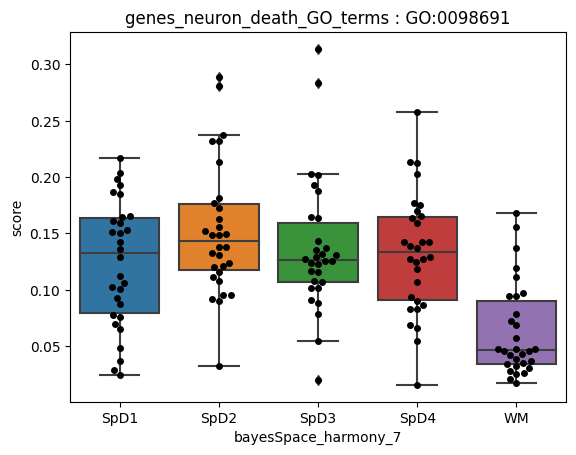 genes_neuron_death_GO_terms : GO:0098691
score
0.30
0.25
0.20
0.15
0.10
0.05
SpD1 SpD2 SpD3 SpD4 WM
bayesSpace_harmony_7